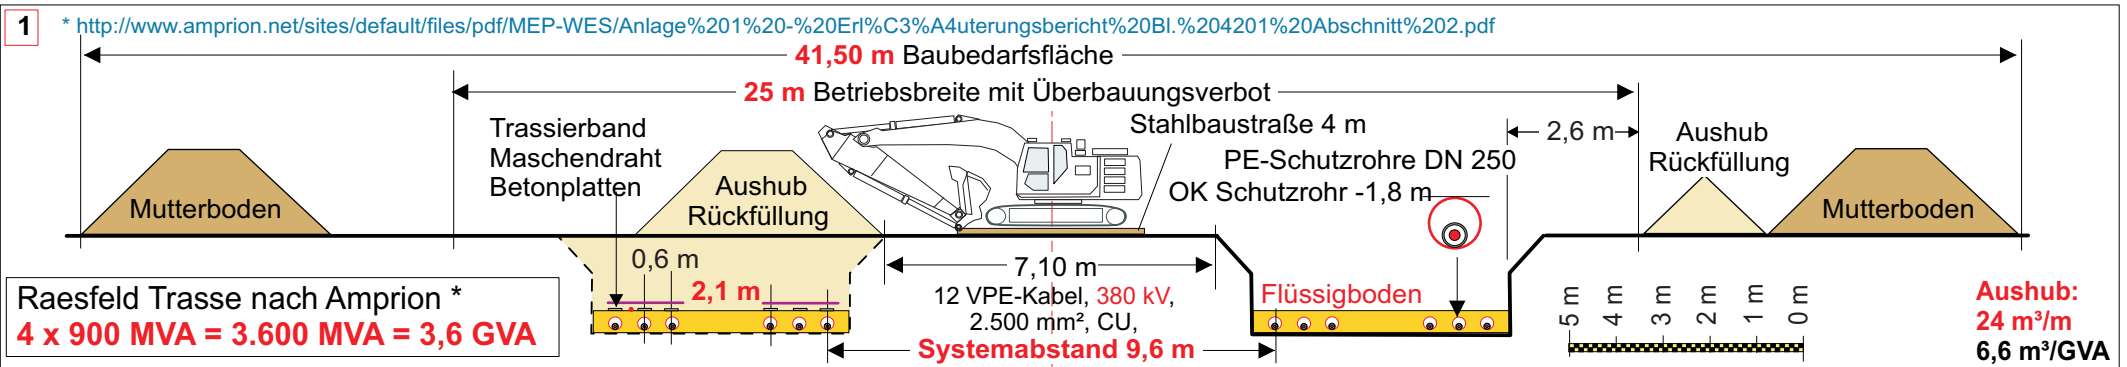 1
* http://www.amprion.net/sites/default/files/pdf/MEP-WES/Anlage%201%20-%20Erl%C3%A4uterungsbericht%20Bl.%204201%20Abschnitt%202.pdf
41,50 m Baubedarfsfläche
25 m Betriebsbreite mit Überbauungsverbot
Trassierband
Maschendraht
Betonplatten
Stahlbaustraße 4 m
2,6 m
Aushub
Rückfüllung
PE-Schutzrohre DN 250
OK Schutzrohr -1,8 m
Mutterboden
Aushub
Rückfüllung
Mutterboden
0,6 m
2,1 m
7,10 m
12 VPE-Kabel, 380 kV,
2.500 mm², CU,
Systemabstand 9,6 m
Flüssigboden
Raesfeld Trasse nach Amprion *
4 x 900 MVA = 3.600 MVA = 3,6 GVA
5 m
4 m
3 m
2 m
1 m
0 m
Aushub:
24 m³/m
6,6 m³/GVA